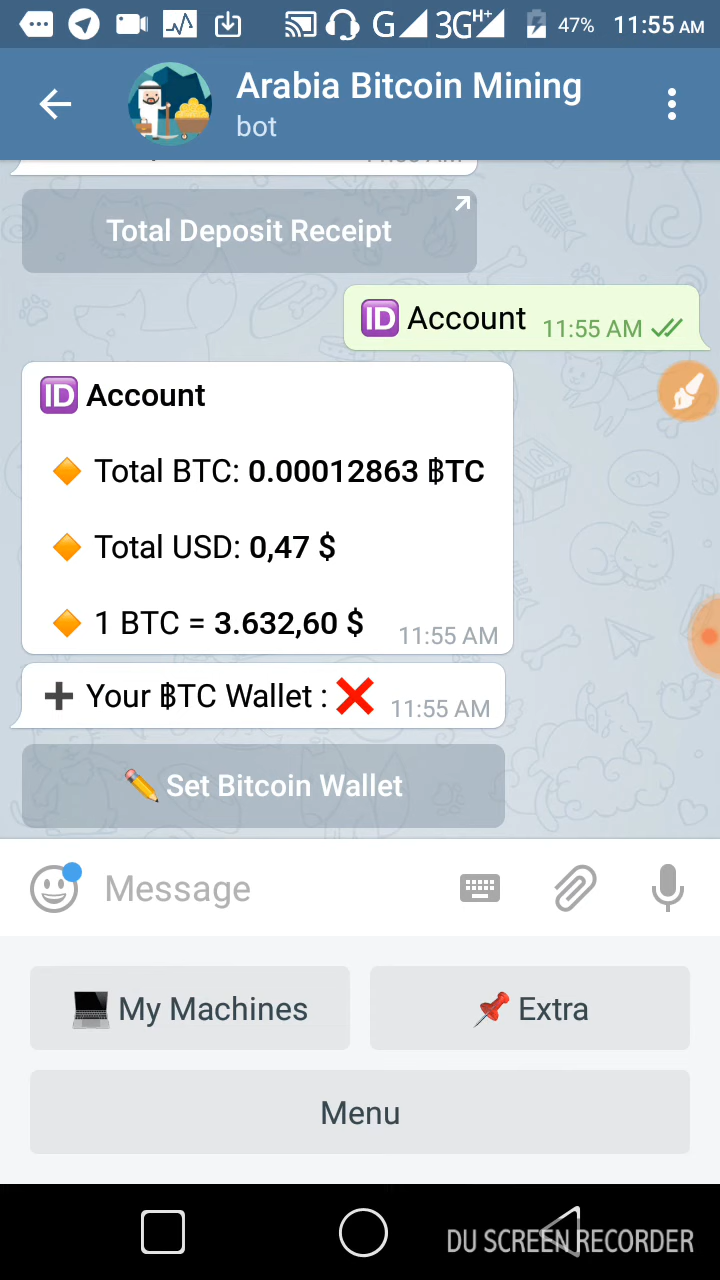 G 3G H+ 47% 11:55 AM
Arabia Bitcoin Mining
bot
Total Deposit Receipt
🆔 Account 11:55 AM
🆔 Account
🔸 Total BTC: 0.00012863 ฿TC
🔸 Total USD: 0,47 $
🔸 1 BTC = 3.632,60 $ 11:55 AM
➕ Your ฿TC Wallet : ❌ 11:55 AM
✏️ Set Bitcoin Wallet
Message
💻 My Machines
📌 Extra
Menu
DU SCREEN RECORDER